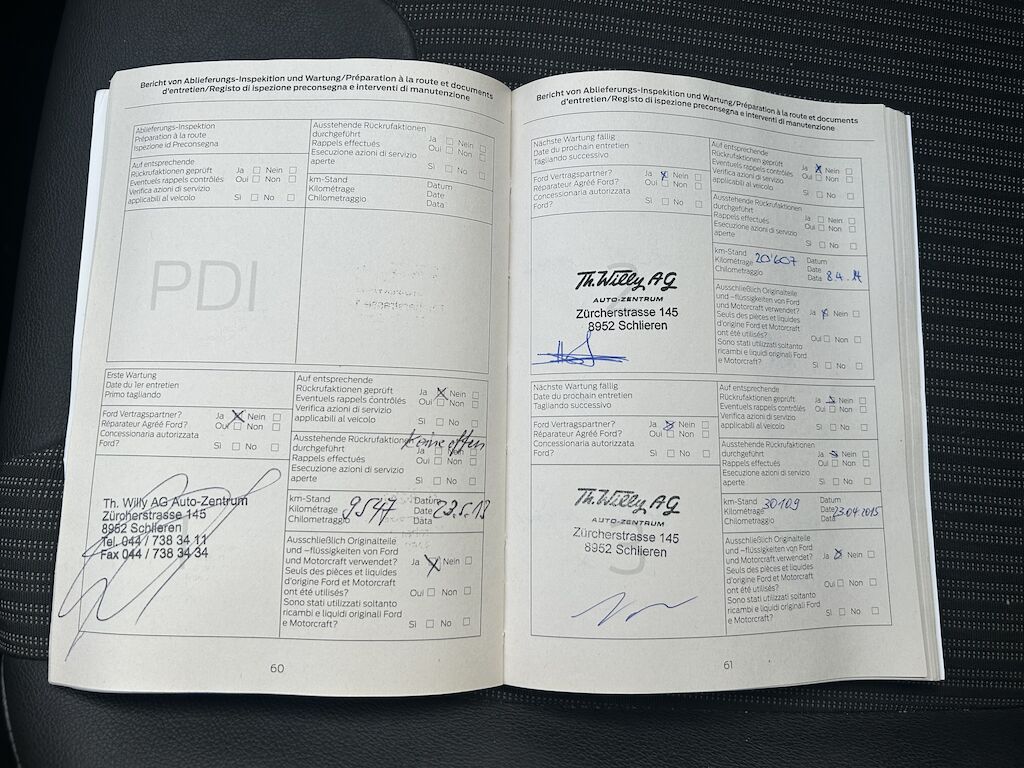 Bericht von Ablieferungs-Inspekition und Wartung/Préparation à la route et documents
d'entretien/Registo di ispezione preconsegna e interventi di manutenzione
Ablieferungs-Inspektion
Préparation à la route
Ispezione id Preconsegna
Auf entsprechende
Rückrufaktionen geprüft
Eventuels rappels contrôlés
Verifica azioni di servizio
applicabili al veicolo
Ja Nein
Oui Non
Sì No
Ausstehende Rückrufaktionen
durchgeführt
Rappels effectués
Esecuzione azioni di servizio
aperte
Ja Nein
Oui Non
Sì No
km-Stand
Kilométrage
Chilometraggio
Datum
Date
Data
PDI
Erste Wartung
Date du 1er entretien
Primo tagliando
Ford Vertragspartner?
Réparateur Agréé Ford?
Concessionaria autorizzata
Ford?
Ja Nein
Oui Non
Sì No
Th. Willy AG Auto-Zentrum
Zürcherstrasse 145
8952 Schlieren
Tel. 044 / 738 34 11
Fax 044 / 738 34 34
Auf entsprechende
Rückrufaktionen geprüft
Eventuels rappels contrôlés
Verifica azioni di servizio
applicabili al veicolo
Ja Nein
Oui Non
Sì No
Ausstehende Rückrufaktionen
durchgeführt
Rappels effectués
Esecuzione azioni di servizio
aperte
keine offen
Ja Nein
Oui Non
Sì No
km-Stand
Kilométrage 9547
Chilometraggio
Datum
Date 22.5.13
Data
Ausschließlich Originalteile
und –flüssigkeiten von Ford
und Motorcraft verwendet?
Seuls des pièces et liquides
d'origine Ford et Motorcraft
ont été utilisés?
Sono stati utilizzati soltanto
ricambi e liquidi originali Ford
e Motorcraft?
Ja Nein
Oui Non
Sì No
60
Bericht von Ablieferungs-Inspekition und Wartung/Préparation à la route et documents
d'entretien/Registo di ispezione preconsegna e interventi di manutenzione
Nächste Wartung fällig
Date du prochain entretien
Tagliando successivo
Ford Vertragspartner?
Réparateur Agréé Ford?
Concessionaria autorizzata
Ford?
Ja Nein
Oui Non
Sì No
Th. Willy AG
AUTO-ZENTRUM
Zürcherstrasse 145
8952 Schlieren
Auf entsprechende
Rückrufaktionen geprüft
Eventuels rappels contrôlés
Verifica azioni di servizio
applicabili al veicolo
Ja Nein
Oui Non
Sì No
Ausstehende Rückrufaktionen
durchgeführt
Rappels effectués
Esecuzione azioni di servizio
aperte
Ja Nein
Oui Non
Sì No
km-Stand
Kilométrage 20'607
Chilometraggio
Datum
Date
Data 8.4.14
Ausschließlich Originalteile
und –flüssigkeiten von Ford
und Motorcraft verwendet?
Seuls des pièces et liquides
d'origine Ford et Motorcraft
ont été utilisés?
Sono stati utilizzati soltanto
ricambi e liquidi originali Ford
e Motorcraft?
Ja Nein
Oui Non
Sì No
Nächste Wartung fällig
Date du prochain entretien
Tagliando successivo
Ford Vertragspartner?
Réparateur Agréé Ford?
Concessionaria autorizzata
Ford?
Ja Nein
Oui Non
Sì No
Th. Willy AG
AUTO-ZENTRUM
Zürcherstrasse 145
8952 Schlieren
3
Auf entsprechende
Rückrufaktionen geprüft
Eventuels rappels contrôlés
Verifica azioni di servizio
applicabili al veicolo
Ja Nein
Oui Non
Sì No
Ausstehende Rückrufaktionen
durchgeführt
Rappels effectués
Esecuzione azioni di servizio
aperte
Ja Nein
Oui Non
Sì No
km-Stand
Kilométrage 30109
Chilometraggio
Datum
Date 23.04.2015
Data
Ausschließlich Originalteile
und –flüssigkeiten von Ford
und Motorcraft verwendet?
Seuls des pièces et liquides
d'origine Ford et Motorcraft
ont été utilisés?
Sono stati utilizzati soltanto
ricambi e liquidi originali Ford
e Motorcraft?
Ja Nein
Oui Non
Sì No
61